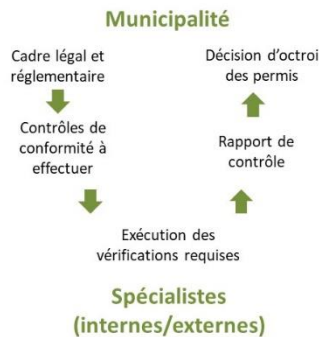 Municipalité
Cadre légal et
réglementaire
Contrôles de
conformité à
effectuer
Exécution des
vérifications requises
Rapport de
contrôle
Décision d'octroi
des permis
Spécialistes
(internes/externes)